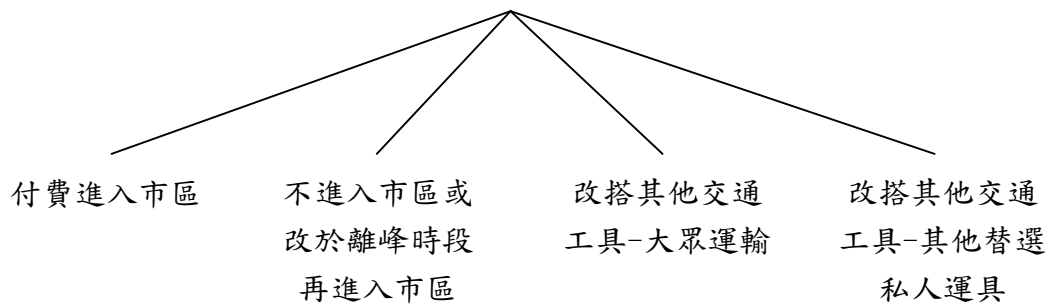 付費進入市區
不進入市區或
改於離峰時段
再進入市區
改搭其他交通
工具-大眾運輸
改搭其他交通
工具-其他替選
私人運具